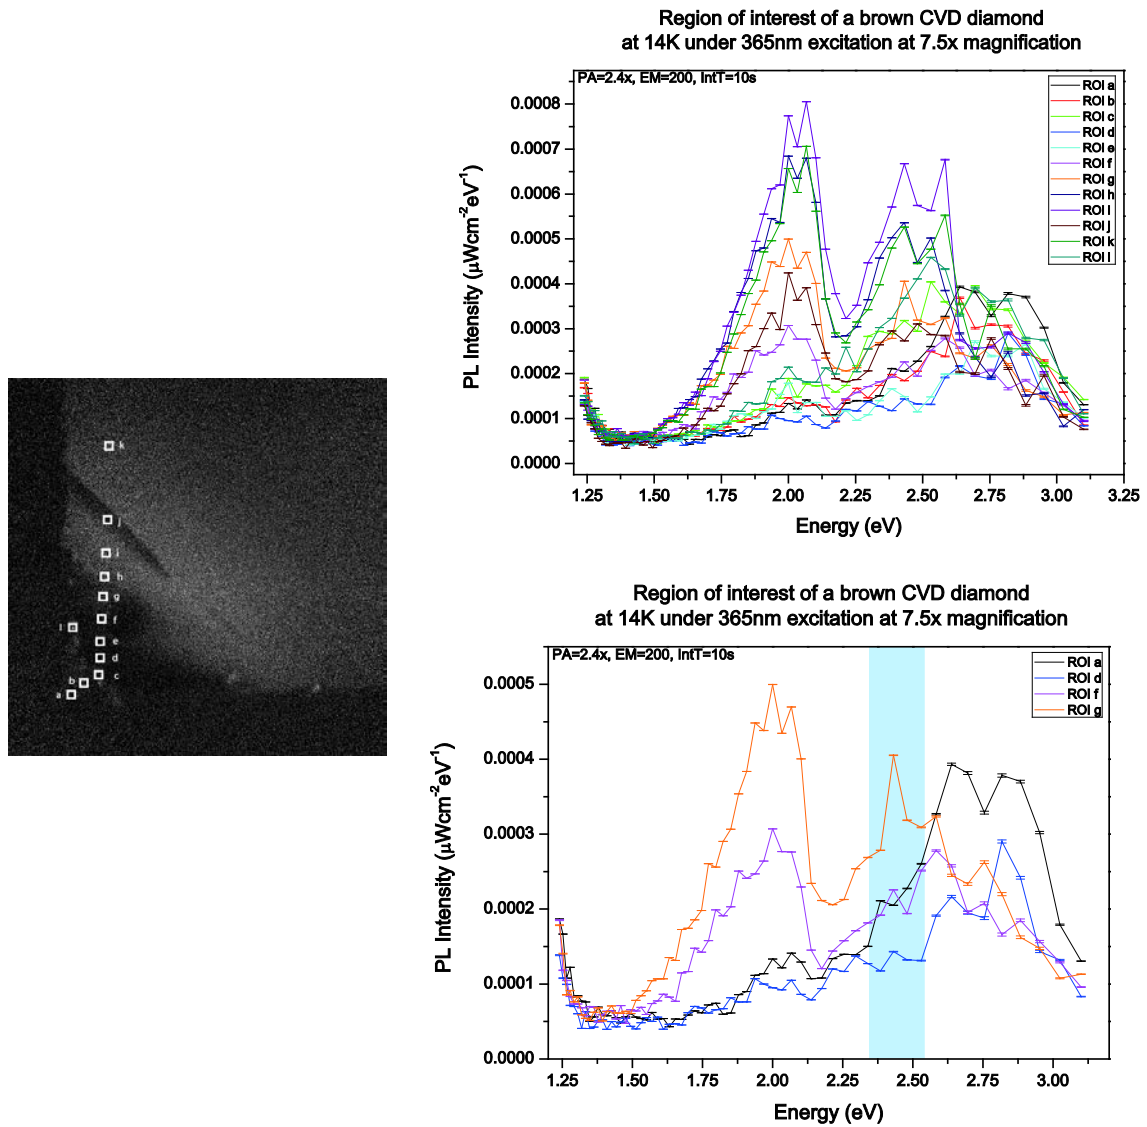 Region of interest of a brown CVD diamond
at 14K under 365nm excitation at 7.5x magnification
PA=2.4x, EM=200, IntT=10s
ROI a
ROI b
ROI c
ROI d
ROI e
ROI f
ROI g
ROI h
ROI i
ROI j
ROI k
ROI l
0.0008
0.0007
0.0006
0.0005
0.0004
0.0003
0.0002
0.0001
0.0000
PL Intensity (µWcm⁻²eV⁻¹)
1.25 1.50 1.75 2.00 2.25 2.50 2.75 3.00 3.25
Energy (eV)
k
j
i
h
g
f
l
e
d
c
b
a
Region of interest of a brown CVD diamond
at 14K under 365nm excitation at 7.5x magnification
PA=2.4x, EM=200, IntT=10s
ROI a
ROI d
ROI f
ROI g
0.0005
0.0004
0.0003
0.0002
0.0001
0.0000
PL Intensity (µWcm⁻²eV⁻¹)
1.25 1.50 1.75 2.00 2.25 2.50 2.75 3.00
Energy (eV)